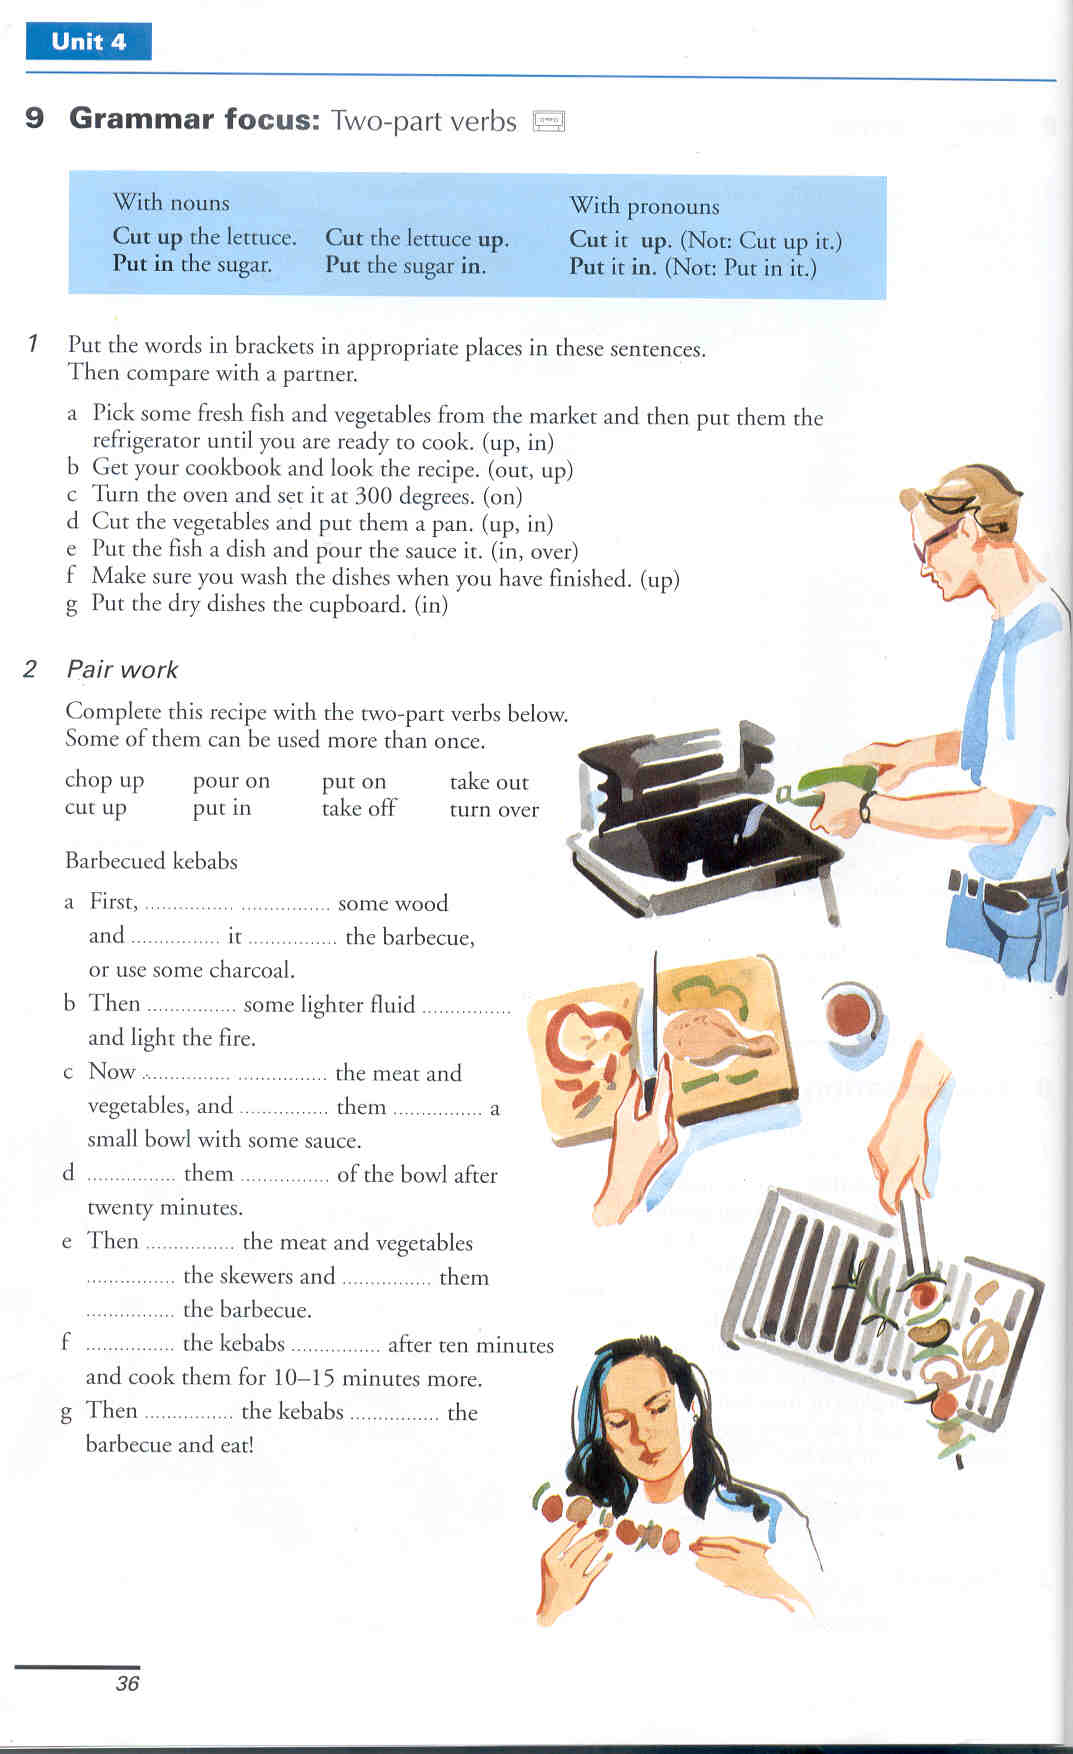 Unit 4
9 Grammar focus: Two-part verbs
With nouns
With pronouns
Cut up the lettuce. Cut the lettuce up. Cut it up. (Not: Cut up it.)
Put in the sugar. Put the sugar in. Put it in. (Not: Put in it.)
1 Put the words in brackets in appropriate places in these sentences.
Then compare with a partner.
a Pick some fresh fish and vegetables from the market and then put them the
refrigerator until you are ready to cook. (up, in)
b Get your cookbook and look the recipe. (out, up)
c Turn the oven and set it at 300 degrees. (on)
d Cut the vegetables and put them a pan. (up, in)
e Put the fish a dish and pour the sauce it. (in, over)
f Make sure you wash the dishes when you have finished. (up)
g Put the dry dishes the cupboard. (in)
2 Pair work
Complete this recipe with the two-part verbs below.
Some of them can be used more than once.
chop up pour on put on take out
cut up put in take off turn over
Barbecued kebabs
a First, ................ ................ some wood
and ................ it ................ the barbecue,
or use some charcoal.
b Then ................ some lighter fluid ................
and light the fire.
c Now ................ ................ the meat and
vegetables, and ................ them ................ a
small bowl with some sauce.
d ................ them ................ of the bowl after
twenty minutes.
e Then ................ the meat and vegetables
................ the skewers and ................ them
................ the barbecue.
f ................ the kebabs ................ after ten minutes
and cook them for 10–15 minutes more.
g Then ................ the kebabs ................ the
barbecue and eat!
36